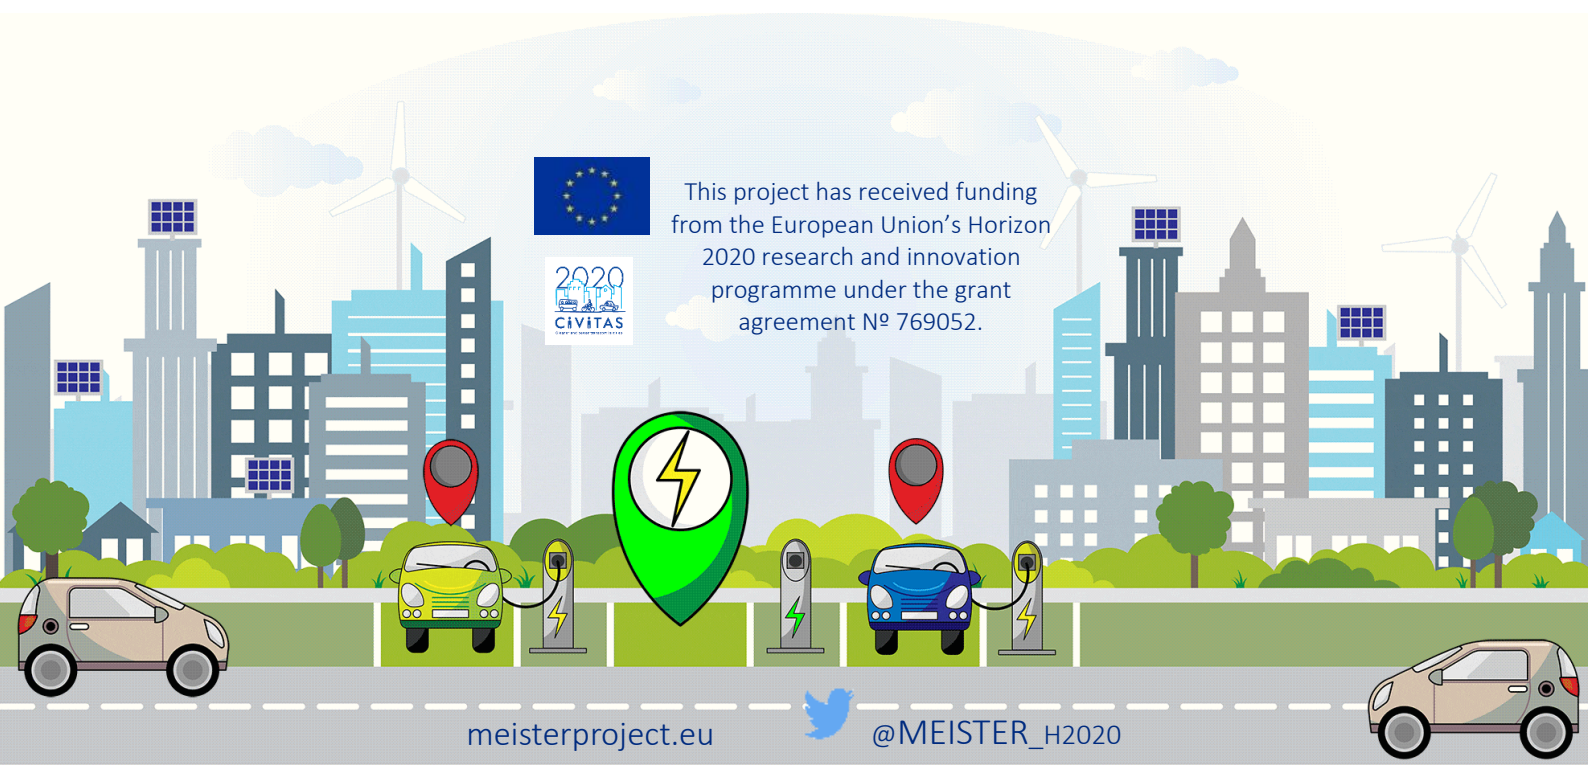 This project has received funding
from the European Union’s Horizon
2020 research and innovation
programme under the grant
agreement Nº 769052.
2020
CiViTAS
meisterproject.eu
@MEISTER_H2020